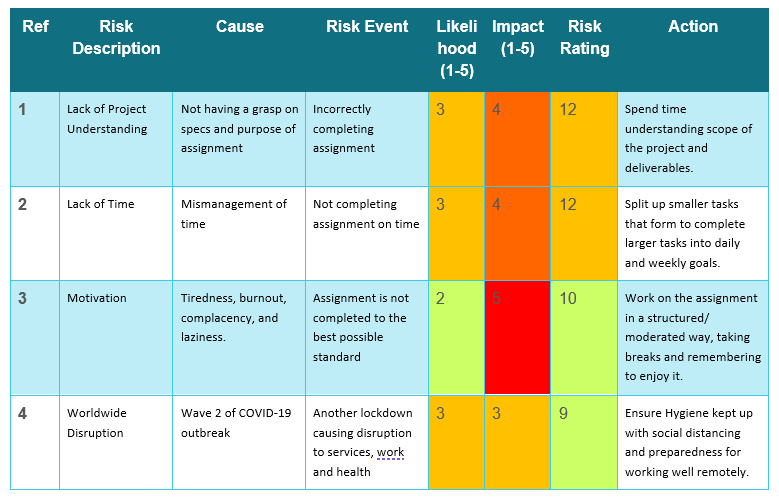 Ref Risk Description Cause Risk Event Likeli hood (1-5) Impact (1-5) Risk Rating Action
1
Lack of Project
Understanding
Not having a grasp on
specs and purpose of
assignment
Incorrectly
completing
assignment
3
4
12
Spend time
understanding scope of
the project and
deliverables.
2
Lack of Time
Mismanagement of
time
Not completing
assignment on time
3
4
12
Split up smaller tasks
that form to complete
larger tasks into daily
and weekly goals.
3
Motivation
Tiredness, burnout,
complacency, and
laziness.
Assignment is not
completed to the
best possible
standard
2
5
10
Work on the assignment
in a structured/
moderated way, taking
breaks and remembering
to enjoy it.
4
Worldwide
Disruption
Wave 2 of COVID-19
outbreak
Another lockdown
causing disruption
to services, work
and health
3
3
9
Ensure Hygiene kept up
with social distancing
and preparedness for
working well remotely.